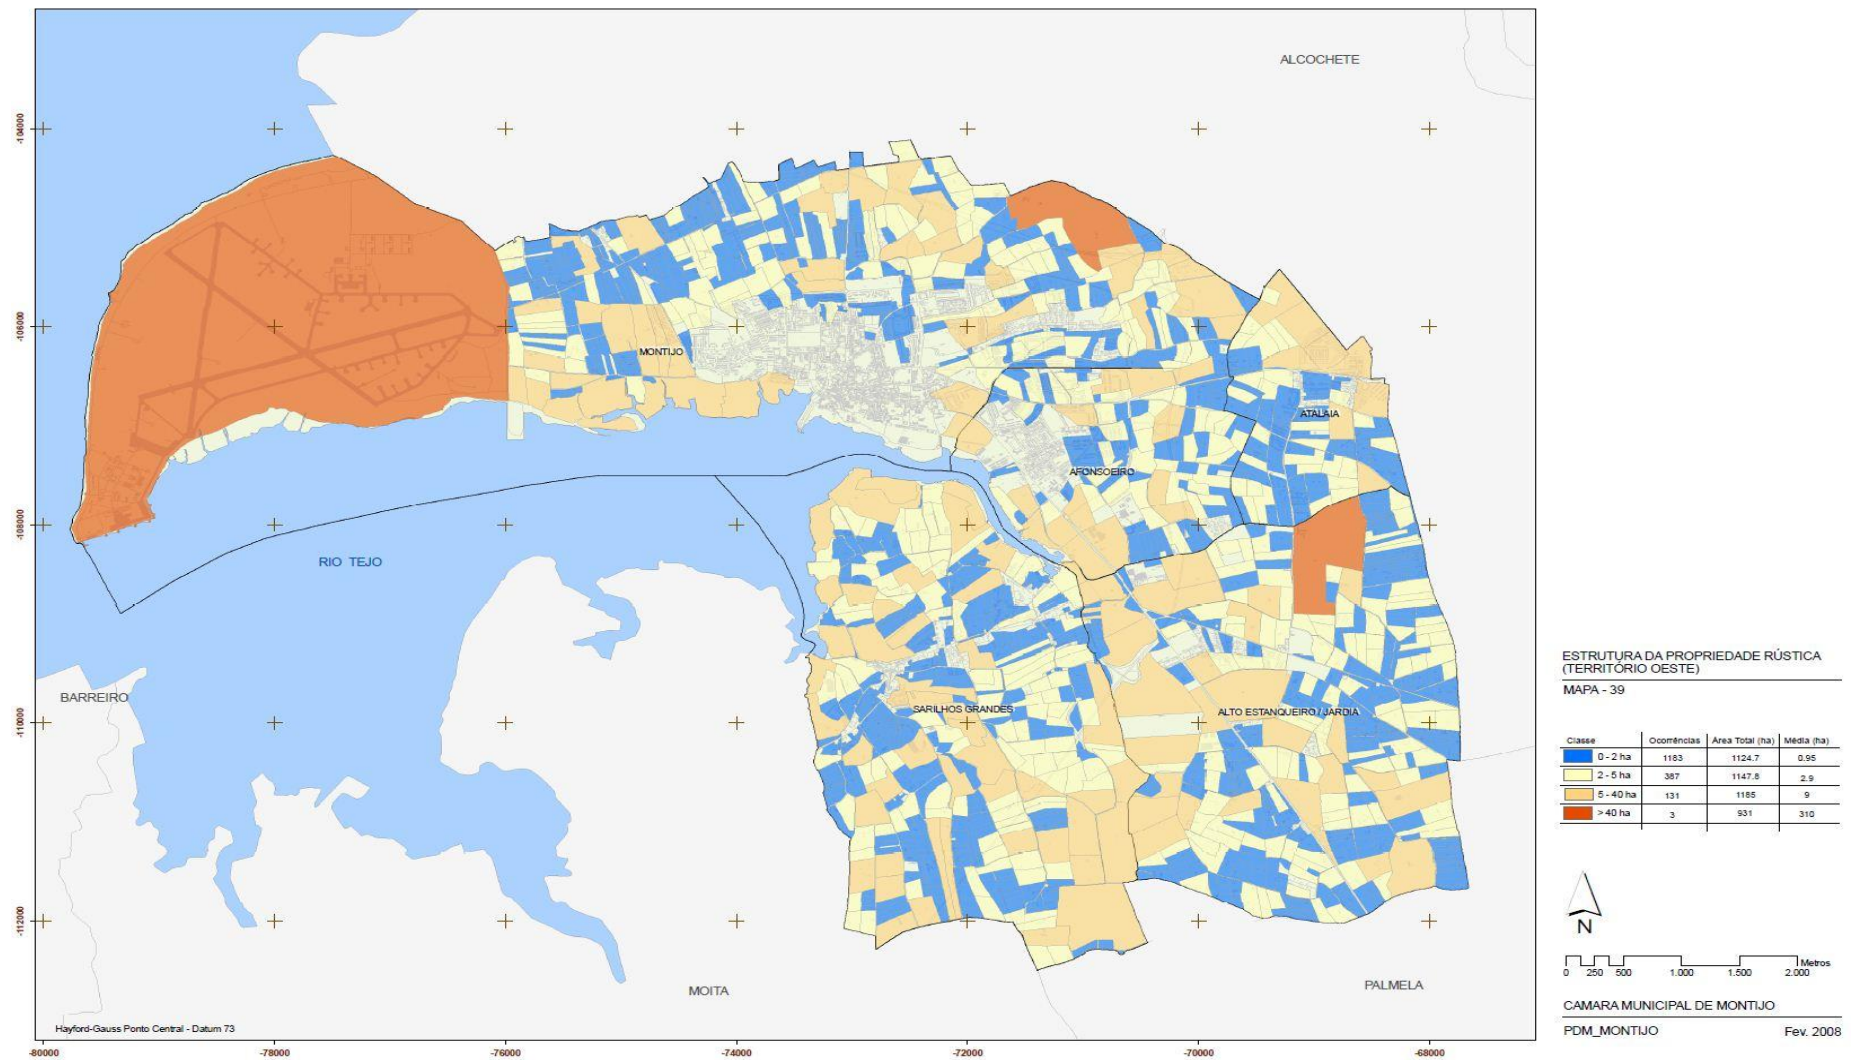 ALCOCHETE
-104000
-106000
MONTIJO
ATALAIA
AFONSOEIRO
-108000
RIO TEJO
BARREIRO
SARILHOS GRANDES
ALTO ESTANQUEIRO / JARDIA
-110000
-112000
MOITA
PALMELA
Hayford-Gauss Ponto Central - Datum 73
-80000 -78000 -76000 -74000 -72000 -70000 -68000
ESTRUTURA DA PROPRIEDADE RÚSTICA
(TERRITÓRIO OESTE)
MAPA - 39
Classe Ocorrências Área Total (ha) Média (ha)
0 - 2 ha 1183 1124.7 0.95
2 - 5 ha 387 1147.8 2.9
5 - 40 ha 131 1185 9
> 40 ha 3 931 310
N
Metros
0 250 500 1.000 1.500 2.000
CAMARA MUNICIPAL DE MONTIJO
PDM_MONTIJO Fev. 2008